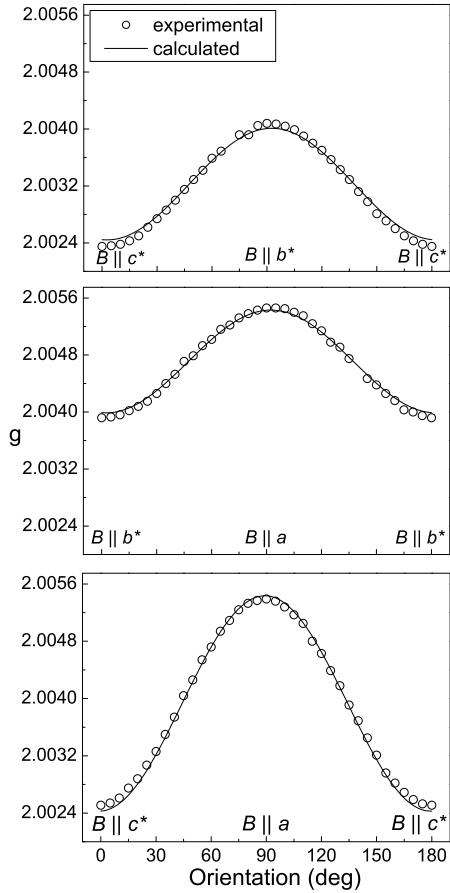 2.0056
experimental
calculated
2.0048
2.0040
2.0032
2.0024
B || c* B || b* B || c*
2.0056
2.0048
2.0040
g
2.0032
2.0024
B || b* B || a B || b*
2.0056
2.0048
2.0040
2.0032
2.0024
B || c* B || a B || c*
0 30 60 90 120 150 180
Orientation (deg)